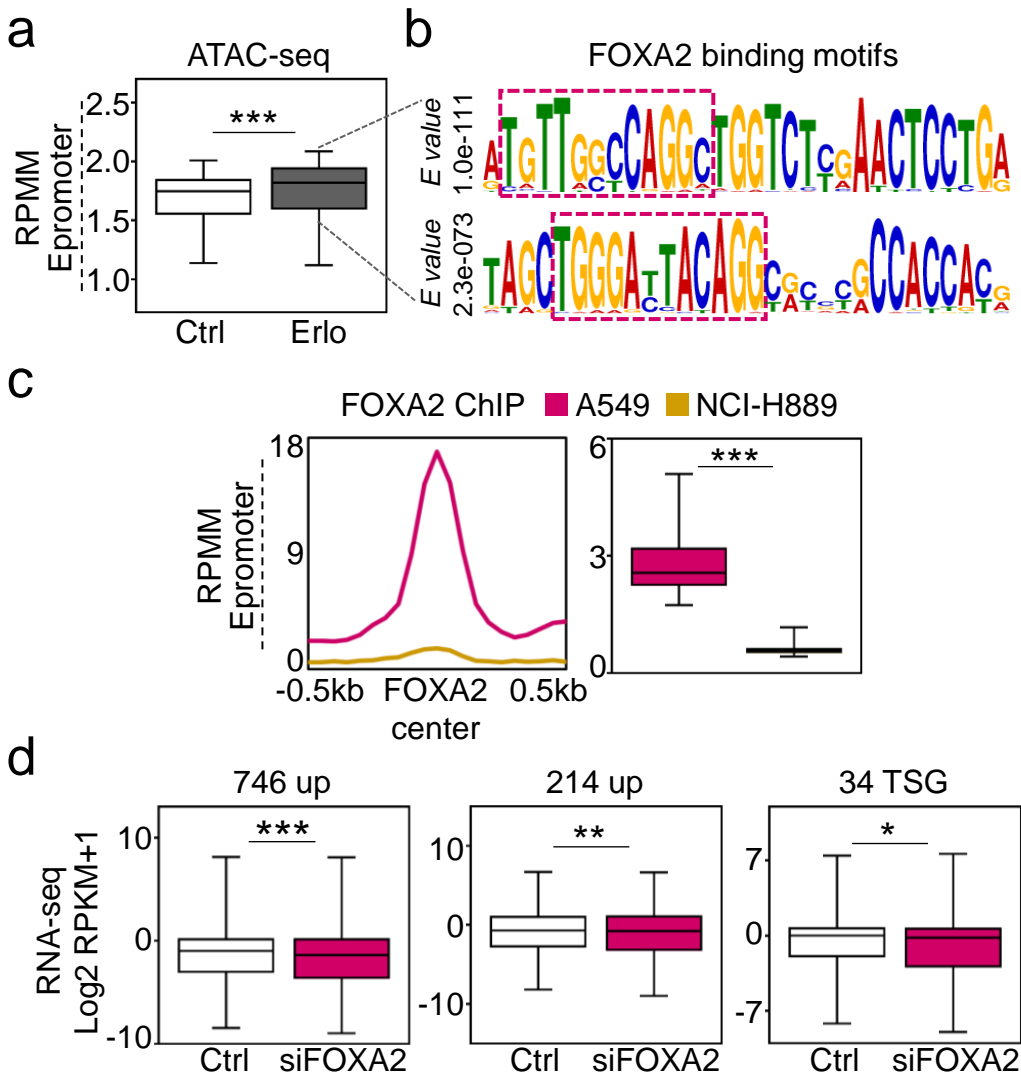 a
ATAC-seq
RPMM
Epromoter
2.5
2.0
1.5
1.0
***
Ctrl
Erlo
b
FOXA2 binding motifs
E value
1.0e-111
E value
2.3e-073
c
FOXA2 ChIP A549 NCI-H889
RPMM
Epromoter
18
9
0
-0.5kb FOXA2 0.5kb
center
6
3
0
***
d
RNA-seq
Log2 RPKM+1
746 up
10
0
-10
***
Ctrl siFOXA2
214 up
10
0
-10
**
Ctrl siFOXA2
34 TSG
7
0
-7
*
Ctrl siFOXA2